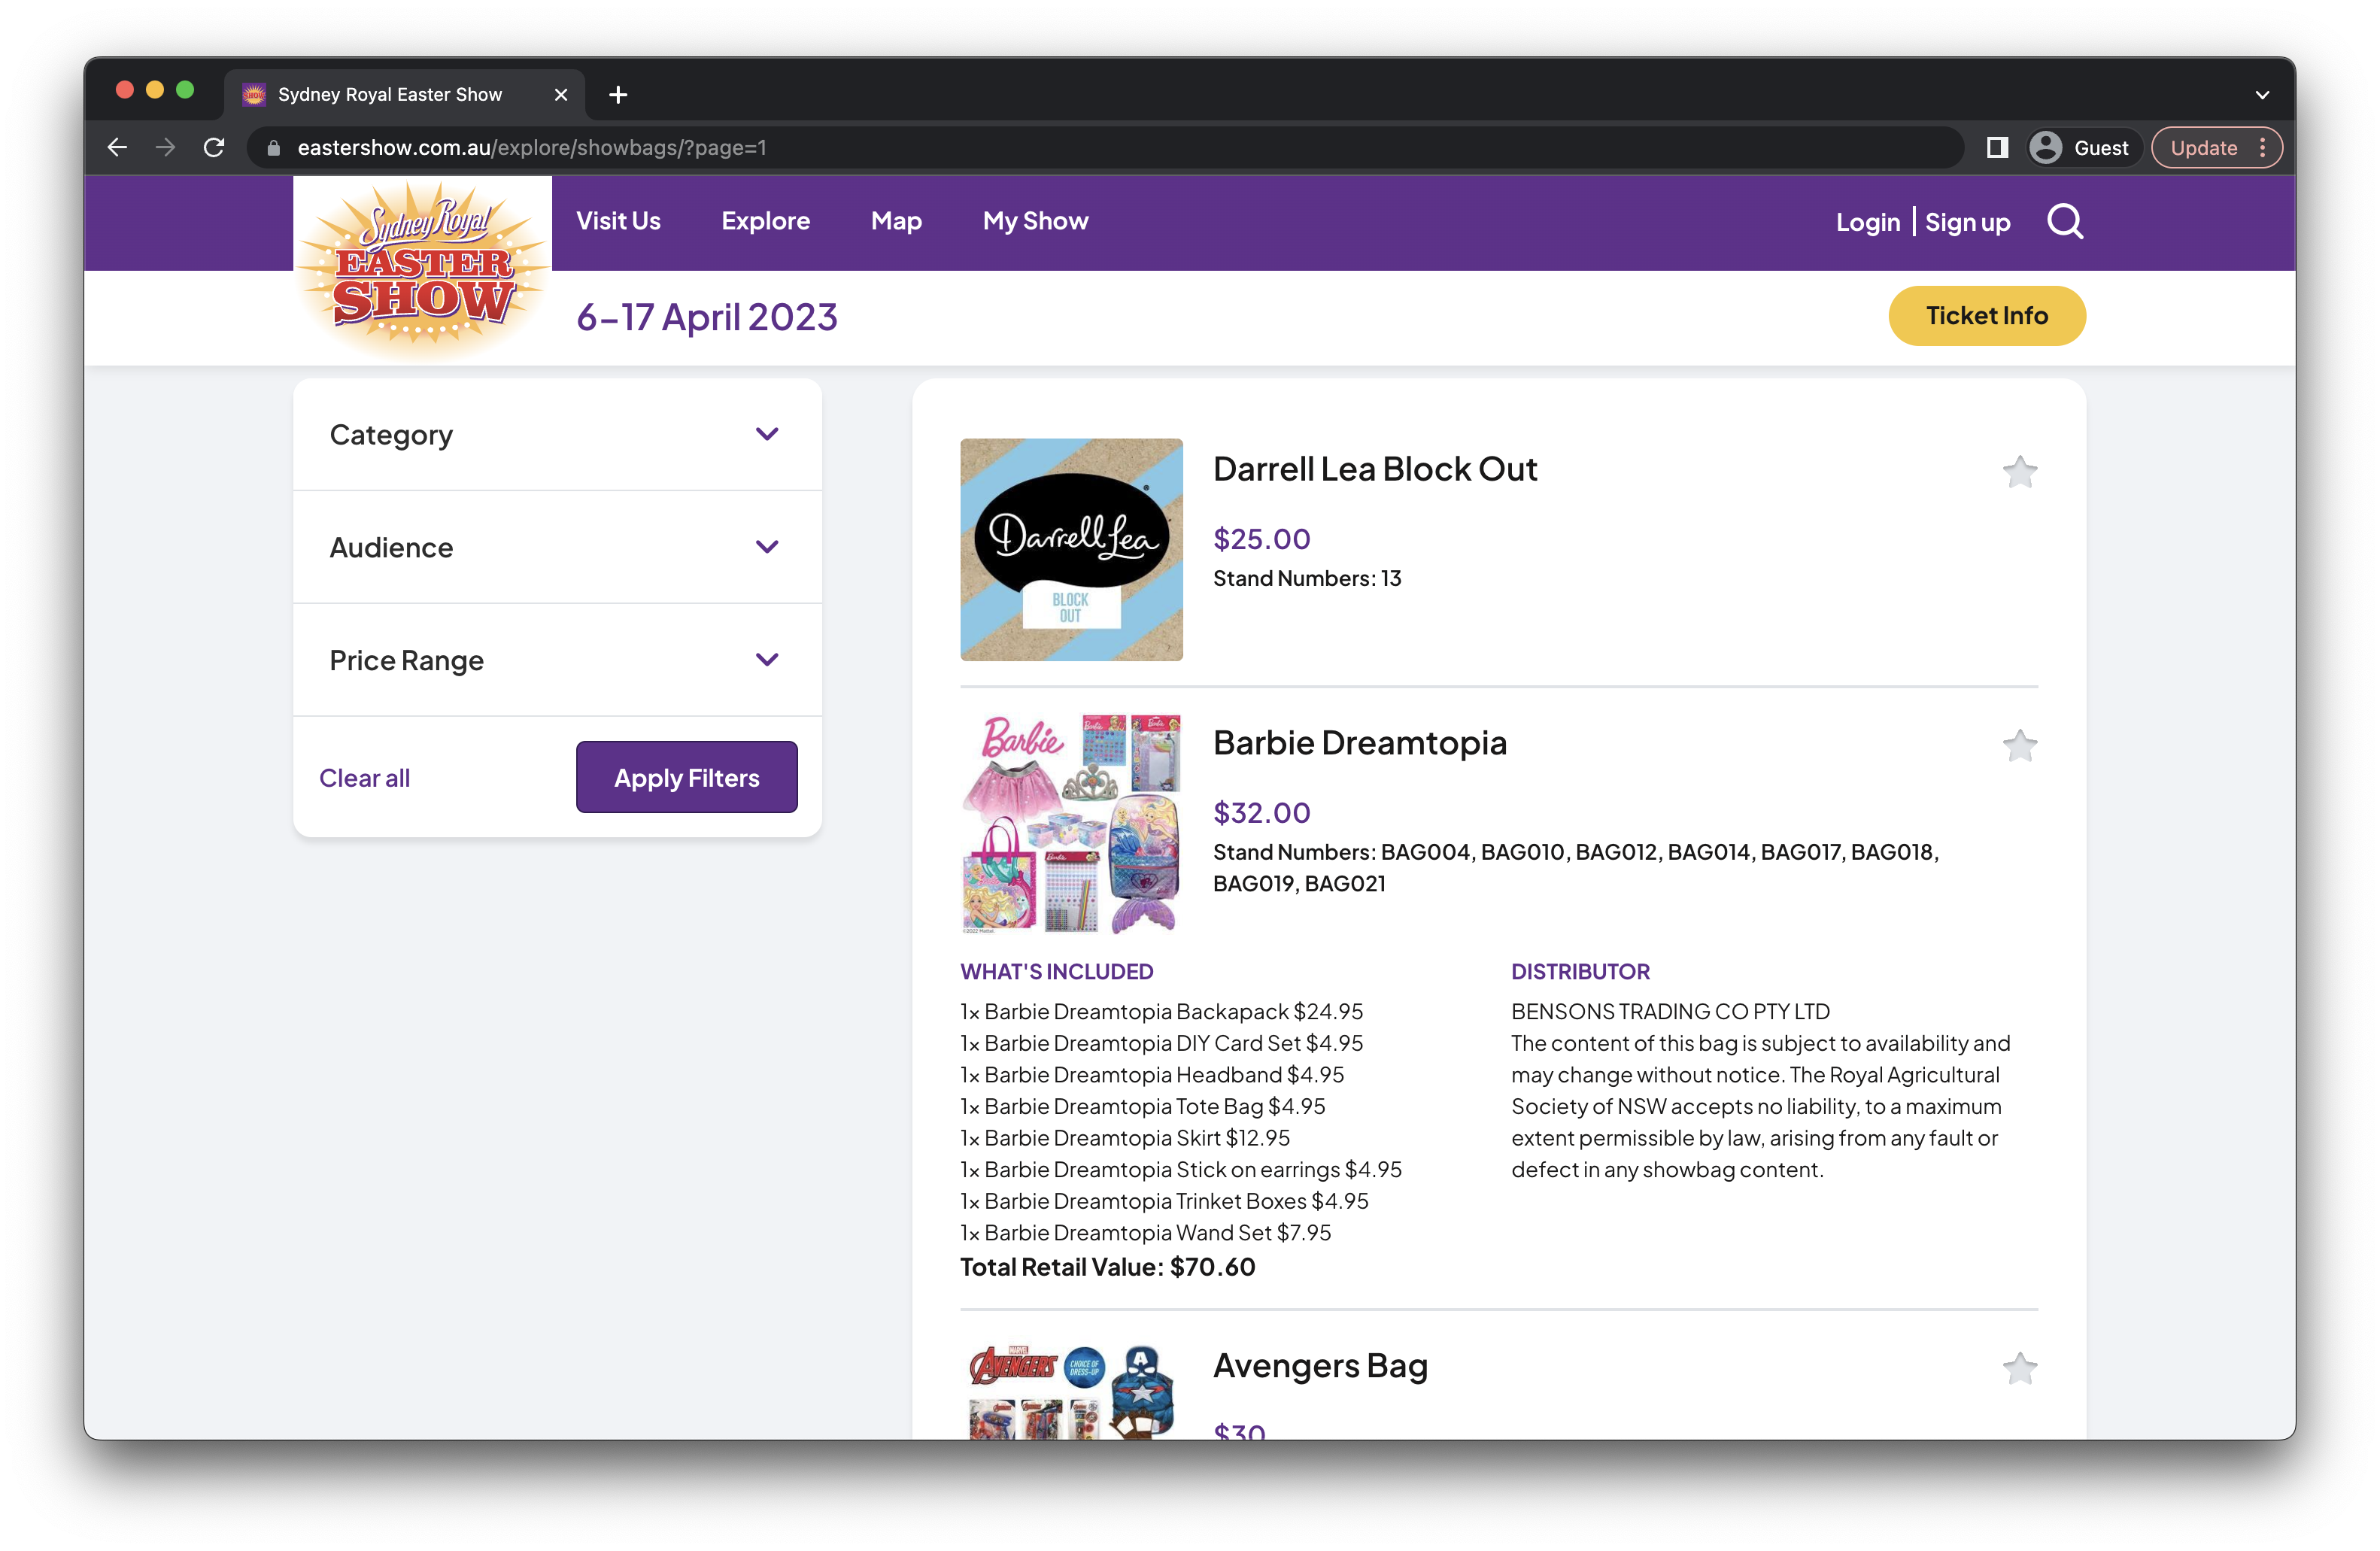 Sydney Royal Easter Show
eastershow.com.au/explore/showbags/?page=1
Guest
Update
Sydney Royal
EASTER
SHOW
Visit Us
Explore
Map
My Show
Login | Sign up
6–17 April 2023
Ticket Info
Category
Audience
Price Range
Clear all
Apply Filters
Darrell Lea
BLOCK
OUT
Darrell Lea Block Out
$25.00
Stand Numbers: 13
Barbie
Barbie Dreamtopia
$32.00
Stand Numbers: BAG004, BAG010, BAG012, BAG014, BAG017, BAG018,
BAG019, BAG021
WHAT'S INCLUDED
1x Barbie Dreamtopia Backapack $24.95
1x Barbie Dreamtopia DIY Card Set $4.95
1x Barbie Dreamtopia Headband $4.95
1x Barbie Dreamtopia Tote Bag $4.95
1x Barbie Dreamtopia Skirt $12.95
1x Barbie Dreamtopia Stick on earrings $4.95
1x Barbie Dreamtopia Trinket Boxes $4.95
1x Barbie Dreamtopia Wand Set $7.95
Total Retail Value: $70.60
DISTRIBUTOR
BENSONS TRADING CO PTY LTD
The content of this bag is subject to availability and
may change without notice. The Royal Agricultural
Society of NSW accepts no liability, to a maximum
extent permissible by law, arising from any fault or
defect in any showbag content.
MARVEL
AVENGERS
CHOICE OF
DRESS-UP
Avengers Bag
$30